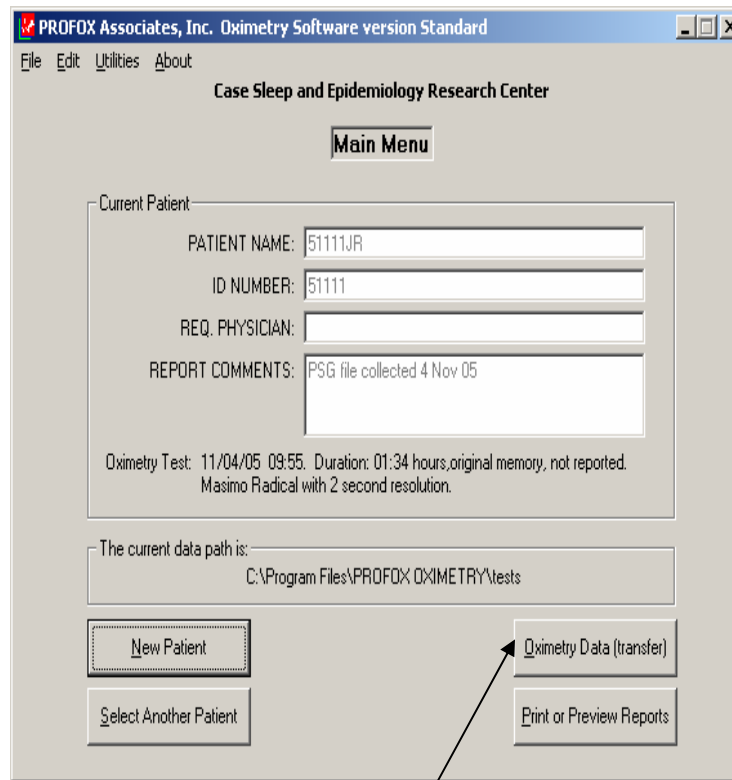 PROFOX Associates, Inc. Oximetry Software version Standard
File Edit Utilities About
Case Sleep and Epidemiology Research Center
Main Menu
Current Patient
PATIENT NAME: 51111JR
ID NUMBER: 51111
REQ. PHYSICIAN:
REPORT COMMENTS: PSG file collected 4 Nov 05
Oximetry Test: 11/04/05 09:55. Duration: 01:34 hours,original memory, not reported.
Masimo Radical with 2 second resolution.
The current data path is:
C:\Program Files\PROFOX OXIMETRY\tests
New Patient
Oximetry Data (transfer)
Select Another Patient
Print or Preview Reports